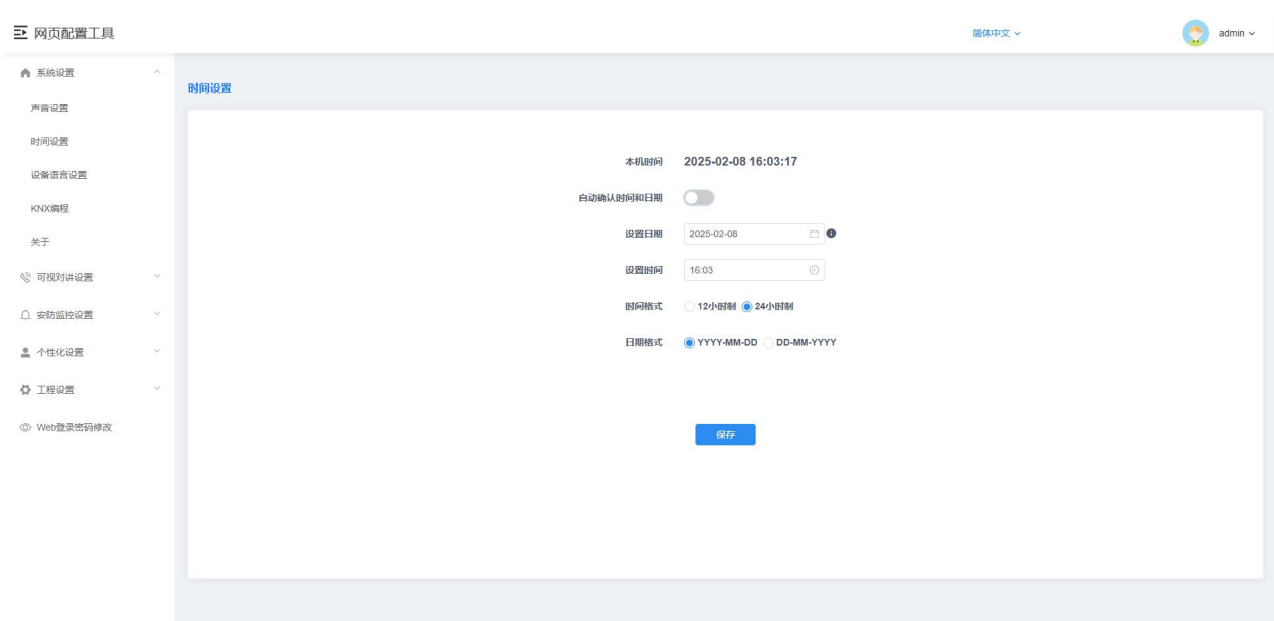 网页配置工具
简体中文
admin
系统设置
声音设置
时间设置
设备语言设置
KNX编程
关于
可视对讲设置
安防监控设置
个性化设置
工程设置
Web登录密码修改
时间设置
本机时间 2025-02-08 16:03:17
自动确认时间和日期
设置日期 2025-02-08
设置时间 16:03
时间格式 12小时制 24小时制
日期格式 YYYY-MM-DD DD-MM-YYYY
保存